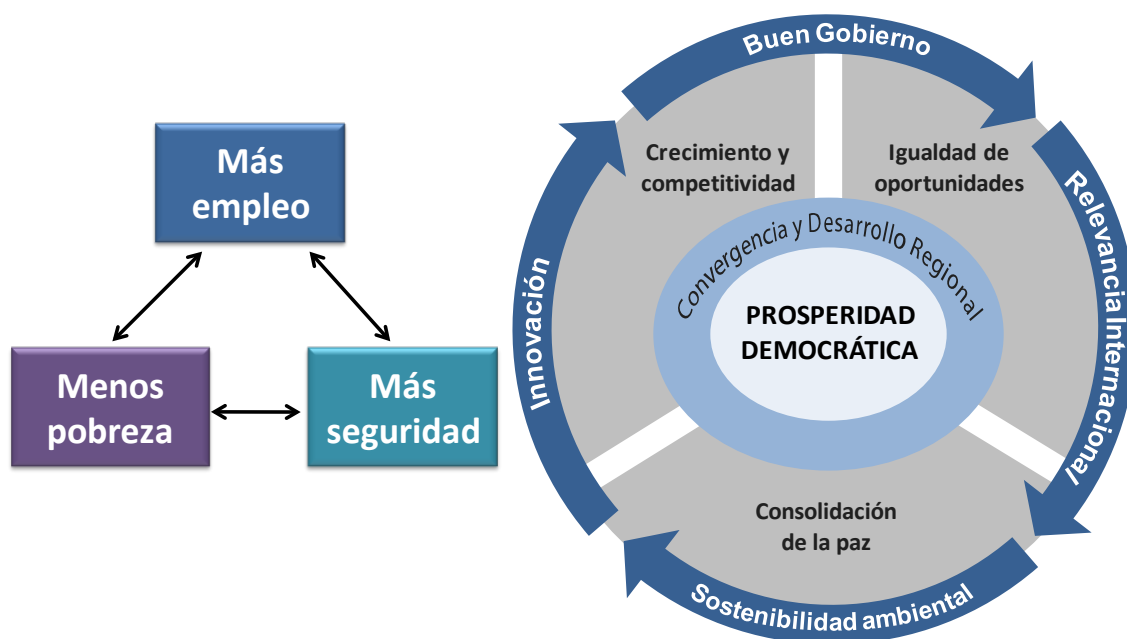 Más
empleo
Menos
pobreza
Más
seguridad
Buen Gobierno
Relevancia Internacional
Sostenibilidad ambiental
Innovación
Crecimiento y
competitividad
Igualdad de
oportunidades
Convergencia y Desarrollo Regional
PROSPERIDAD
DEMOCRÁTICA
Consolidación
de la paz